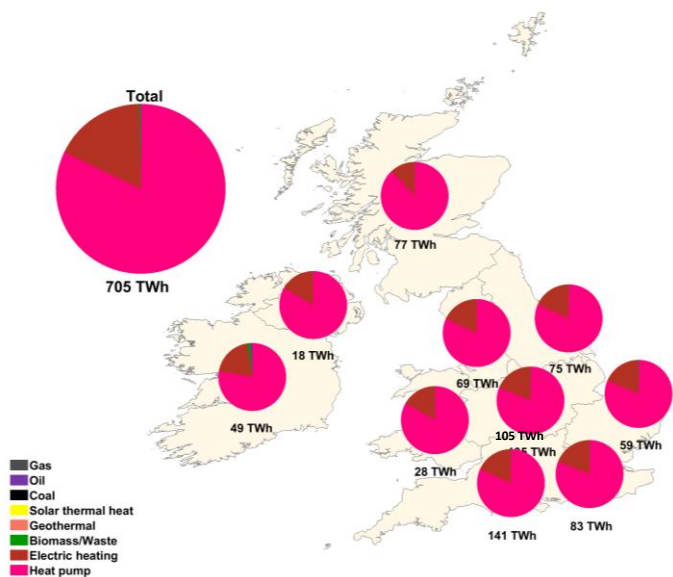 Total
705 TWh
77 TWh
18 TWh
49 TWh
69 TWh
75 TWh
105 TWh
59 TWh
28 TWh
141 TWh
83 TWh
Gas
Oil
Coal
Solar thermal heat
Geothermal
Biomass/Waste
Electric heating
Heat pump